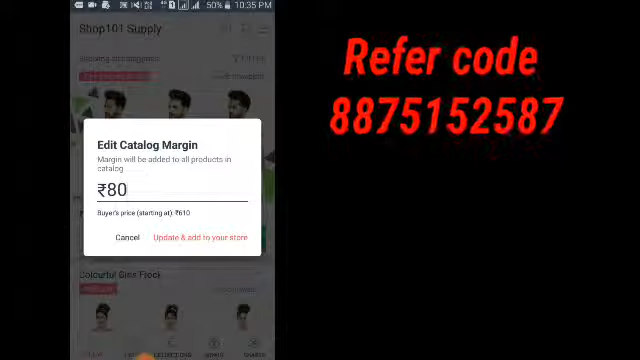 50% 10:35 PM
Shop101 Supply
Refer code
8875152587
Edit Catalog Margin
Margin will be added to all products in
catalog
₹80
Buyer's price (starting at) ₹610
Cancel
Update & add to your store
Colourful Girls Frock